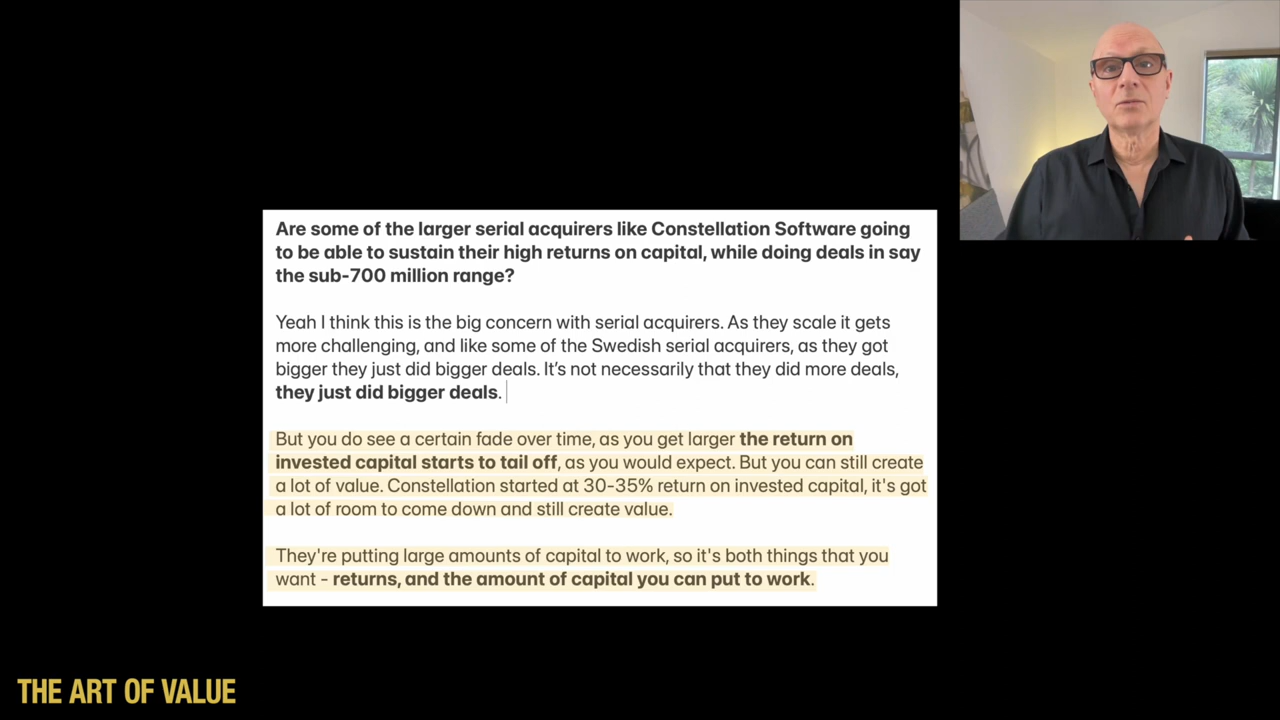 Are some of the larger serial acquirers like Constellation Software going
to be able to sustain their high returns on capital, while doing deals in say
the sub-700 million range?
Yeah I think this is the big concern with serial acquirers. As they scale it gets
more challenging, and like some of the Swedish serial acquirers, as they got
bigger they just did bigger deals. It’s not necessarily that they did more deals,
they just did bigger deals.
But you do see a certain fade over time, as you get larger the return on
invested capital starts to tail off, as you would expect. But you can still create
a lot of value. Constellation started at 30-35% return on invested capital, it's got
a lot of room to come down and still create value.
They're putting large amounts of capital to work, so it's both things that you
want - returns, and the amount of capital you can put to work.
THE ART OF VALUE